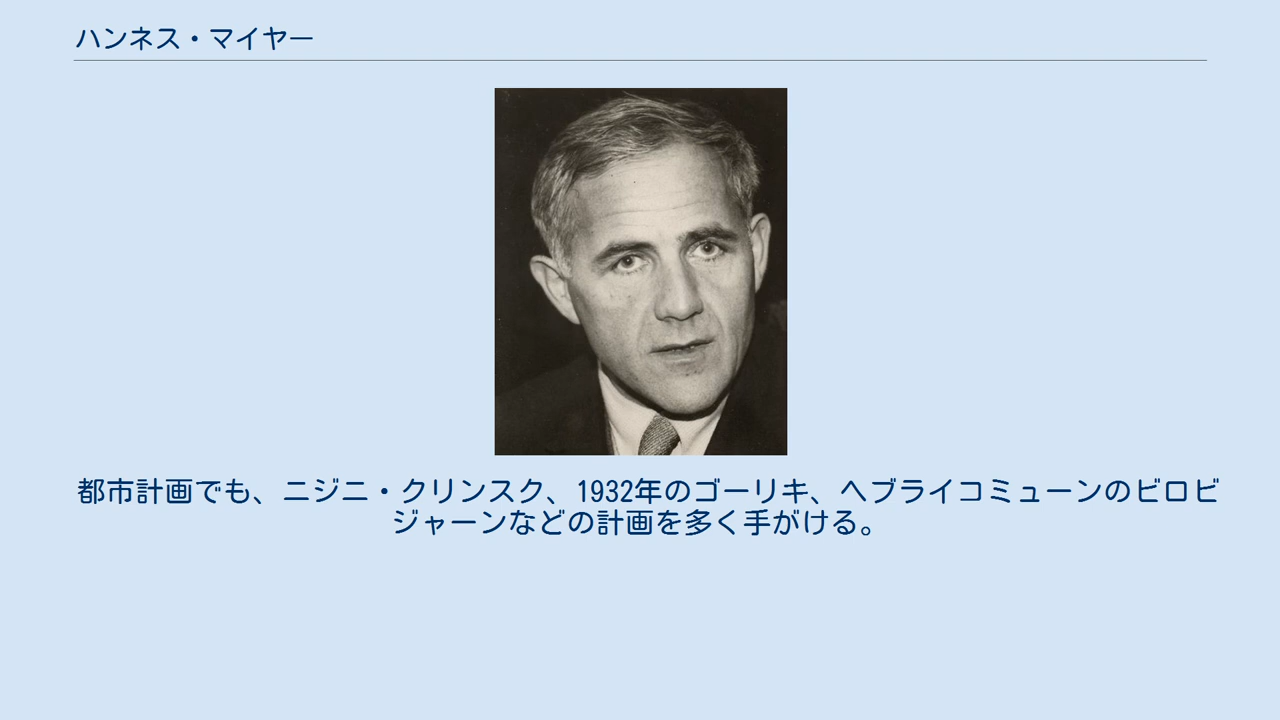 ハンネス・マイヤー
都市計画でも、ニジニ・クリンスク、1932年のゴーリキ、ヘブライコミューンのビロビ
ジャーンなどの計画を多く手がける。